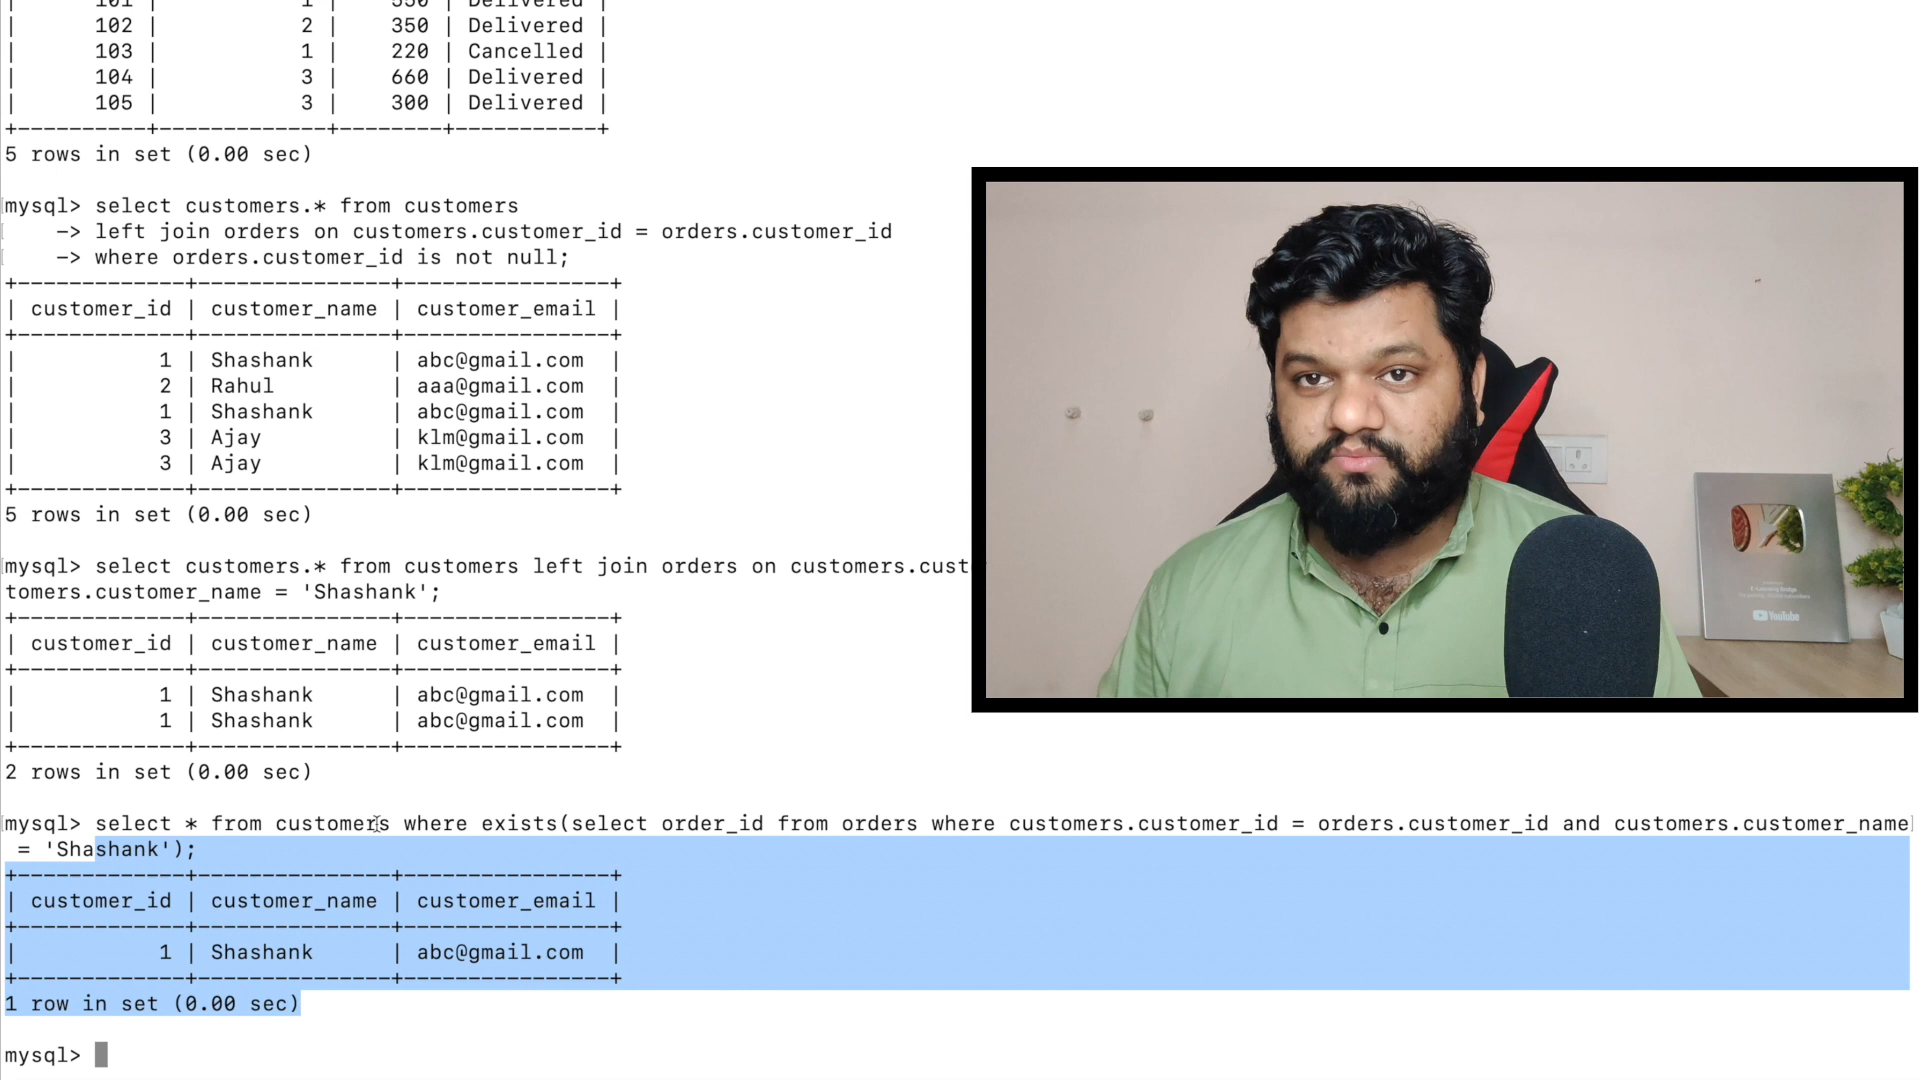 | 101 | 1 | 550 | Delivered |
| 102 | 2 | 350 | Delivered |
| 103 | 1 | 220 | Cancelled |
| 104 | 3 | 660 | Delivered |
| 105 | 3 | 300 | Delivered |
+----------+-------------+--------+-----------+
5 rows in set (0.00 sec)
mysql> select customers.* from customers
-> left join orders on customers.customer_id = orders.customer_id
-> where orders.customer_id is not null;
+-------------+---------------+----------------+
| customer_id | customer_name | customer_email |
+-------------+---------------+----------------+
| 1 | Shashank | abc@gmail.com |
| 2 | Rahul | aaa@gmail.com |
| 1 | Shashank | abc@gmail.com |
| 3 | Ajay | klm@gmail.com |
| 3 | Ajay | klm@gmail.com |
+-------------+---------------+----------------+
5 rows in set (0.00 sec)
mysql> select customers.* from customers left join orders on customers.cust
tomers.customer_name = 'Shashank';
+-------------+---------------+----------------+
| customer_id | customer_name | customer_email |
+-------------+---------------+----------------+
| 1 | Shashank | abc@gmail.com |
| 1 | Shashank | abc@gmail.com |
+-------------+---------------+----------------+
2 rows in set (0.00 sec)
mysql> select * from customers where exists(select order_id from orders where customers.customer_id = orders.customer_id and customers.customer_name
= 'Shashank');
+-------------+---------------+----------------+
| customer_id | customer_name | customer_email |
+-------------+---------------+----------------+
| 1 | Shashank | abc@gmail.com |
+-------------+---------------+----------------+
1 row in set (0.00 sec)
mysql>
E-Learning Bridge
YouTube